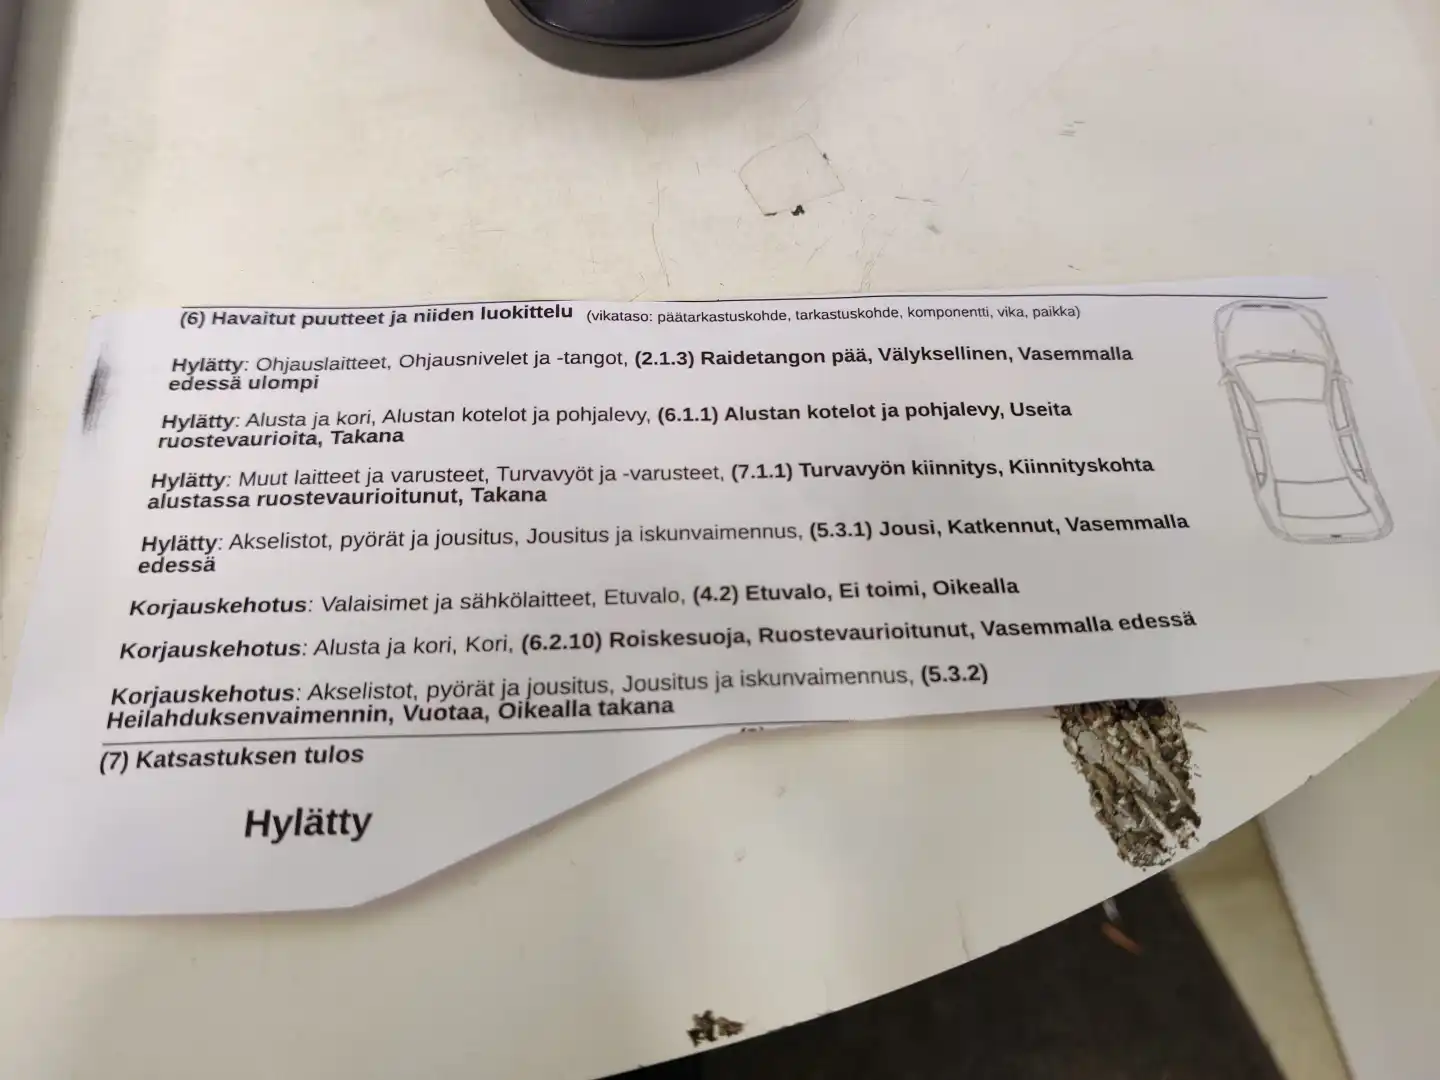 (6) Havaitut puutteet ja niiden luokittelu (vikataso: päätarkastuskohde, tarkastuskohde, komponentti, vika, paikka)
Hylätty: Ohjauslaitteet, Ohjausnivelet ja -tangot, (2.1.3) Raidetangon pää, Välyksellinen, Vasemmalla
edessä ulompi
Hylätty: Alusta ja kori, Alustan kotelot ja pohjalevy, (6.1.1) Alustan kotelot ja pohjalevy, Useita
ruostevaurioita, Takana
Hylätty: Muut laitteet ja varusteet, Turvavyöt ja -varusteet, (7.1.1) Turvavyön kiinnitys, Kiinnityskohta
alustassa ruostevaurioitunut, Takana
Hylätty: Akselistot, pyörät ja jousitus, Jousitus ja iskunvaimennus, (5.3.1) Jousi, Katkennut, Vasemmalla
edessä
Korjauskehotus: Valaisimet ja sähkölaitteet, Etuvalo, (4.2) Etuvalo, Ei toimi, Oikealla
Korjauskehotus: Alusta ja kori, Kori, (6.2.10) Roiskesuoja, Ruostevaurioitunut, Vasemmalla edessä
Korjauskehotus: Akselistot, pyörät ja jousitus, Jousitus ja iskunvaimennus, (5.3.2)
Heilahduksenvaimennin, Vuotaa, Oikealla takana
(7) Katsastuksen tulos
Hylätty